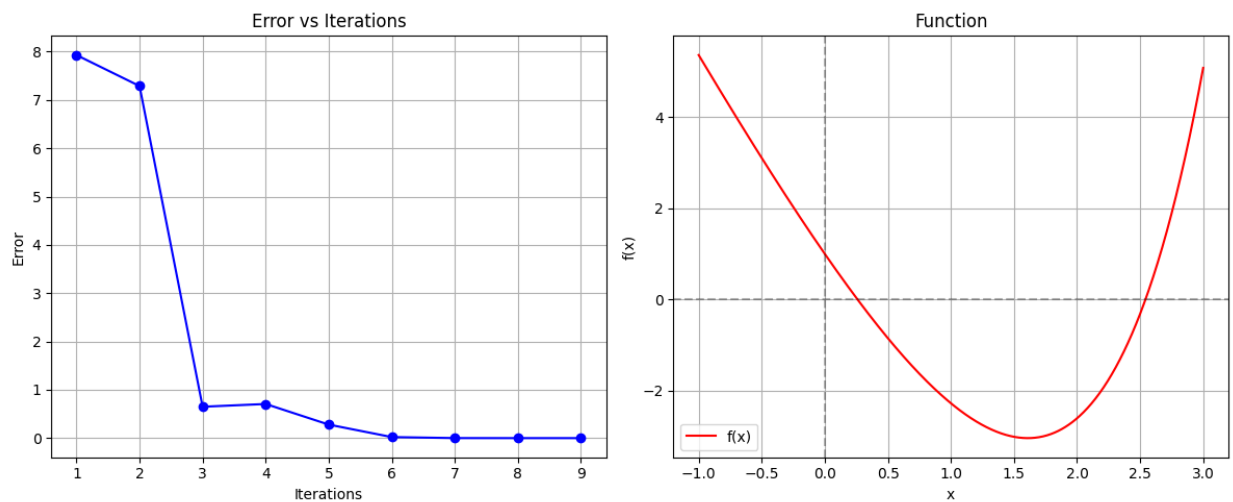 Error vs Iterations
8
7
6
5
4
3
2
1
0
Error
1 2 3 4 5 6 7 8 9
Iterations
Function
4
2
0
−2
f(x)
f(x)
−1.0 −0.5 0.0 0.5 1.0 1.5 2.0 2.5 3.0
x